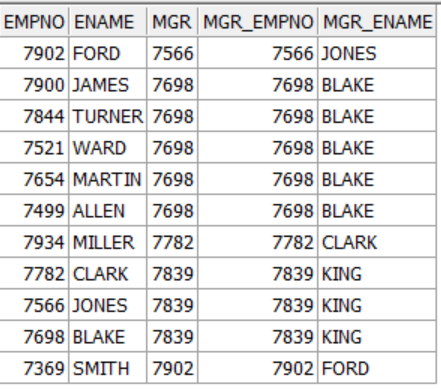 EMPNO ENAME MGR MGR_EMPNO MGR_ENAME
7902 FORD 7566 7566 JONES
7900 JAMES 7698 7698 BLAKE
7844 TURNER 7698 7698 BLAKE
7521 WARD 7698 7698 BLAKE
7654 MARTIN 7698 7698 BLAKE
7499 ALLEN 7698 7698 BLAKE
7934 MILLER 7782 7782 CLARK
7782 CLARK 7839 7839 KING
7566 JONES 7839 7839 KING
7698 BLAKE 7839 7839 KING
7369 SMITH 7902 7902 FORD